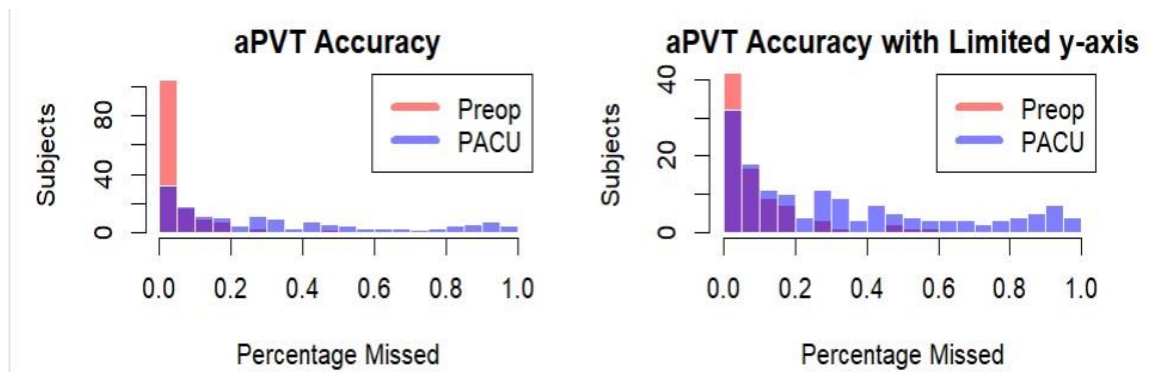 aPVT Accuracy
Subjects
0
40
80
Preop
PACU
0.0 0.2 0.4 0.6 0.8 1.0
Percentage Missed
aPVT Accuracy with Limited y-axis
Subjects
0
20
40
Preop
PACU
0.0 0.2 0.4 0.6 0.8 1.0
Percentage Missed